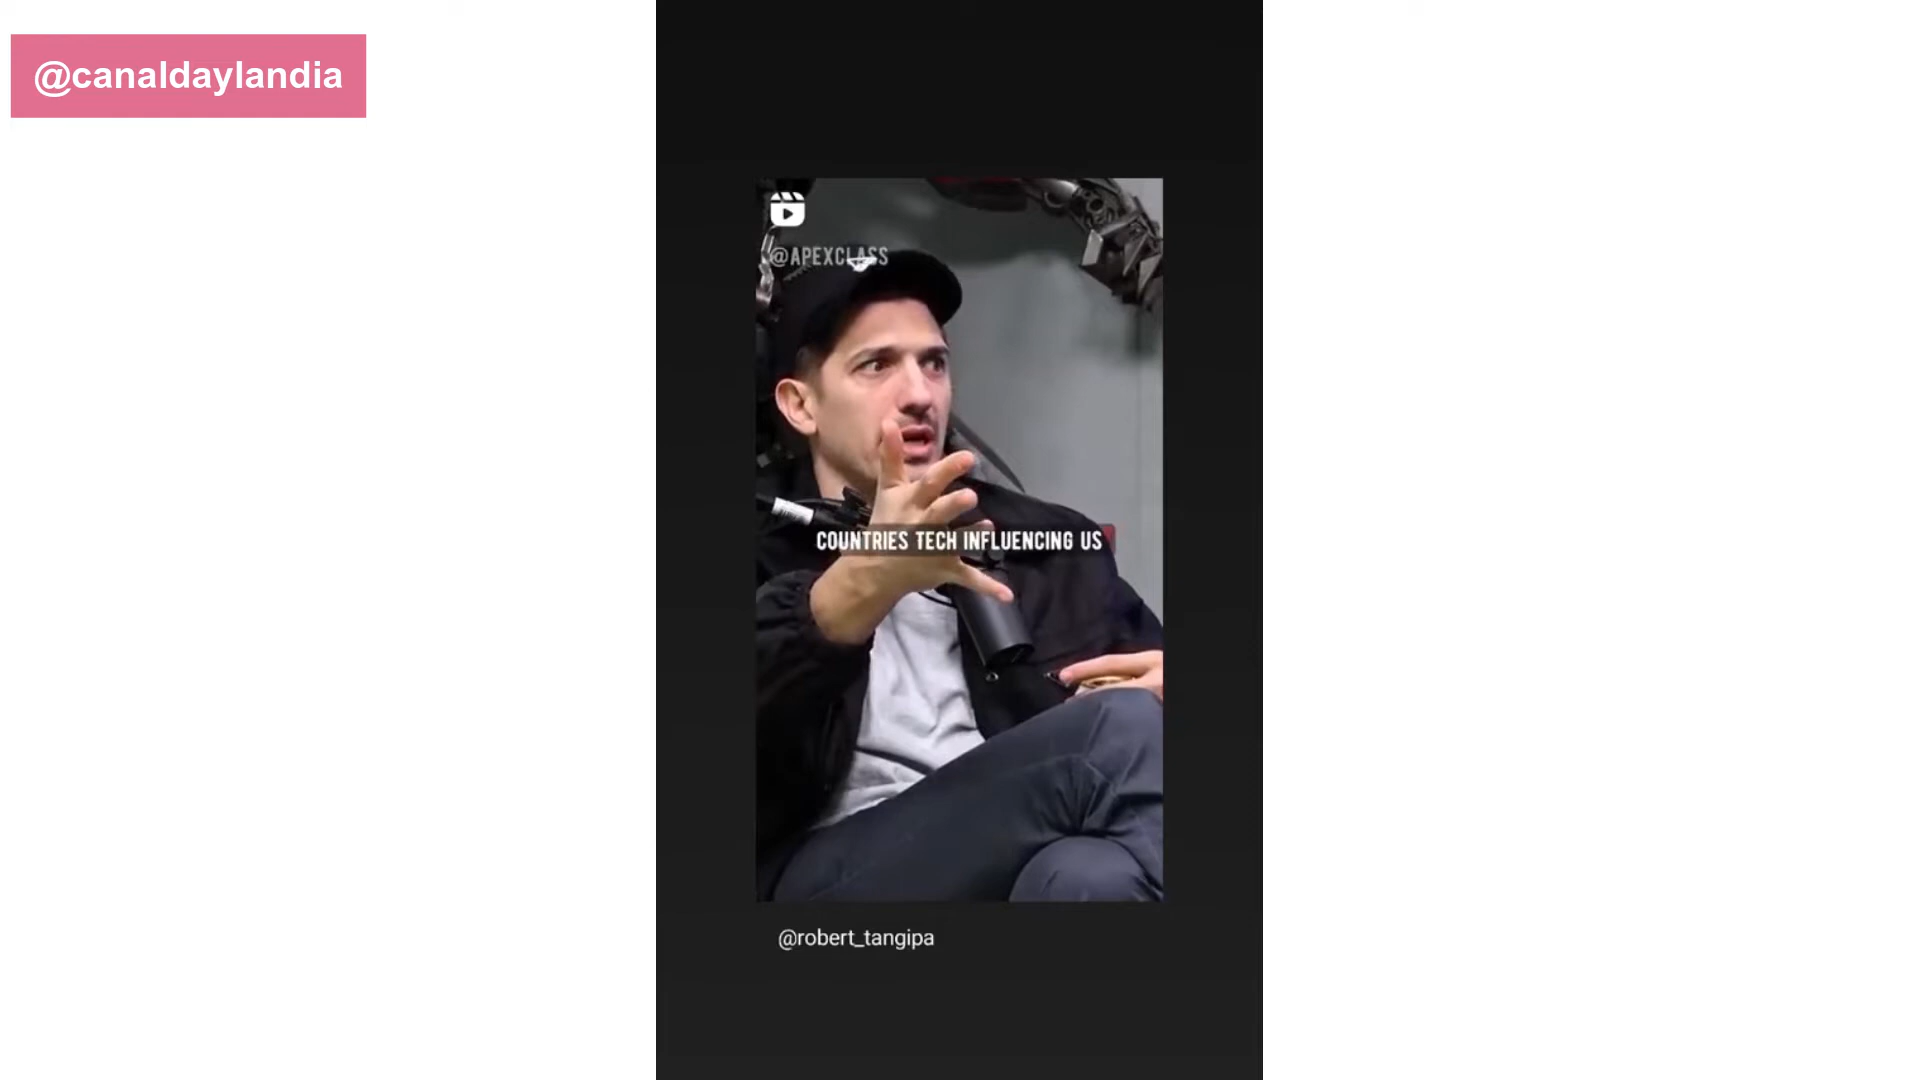 @canaldaylandia
@APEXCLASS
COUNTRIES TECH INFLUENCING US
@robert_tangipa